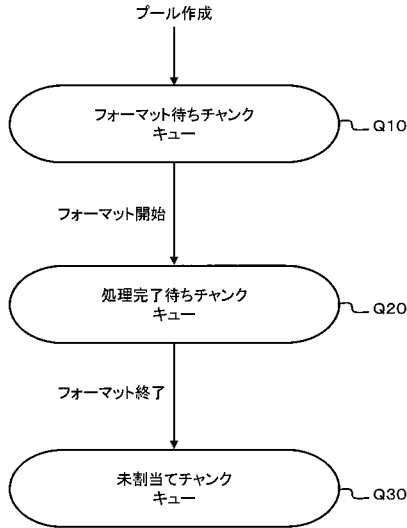 プール作成
フォーマット待ちチャンク
キュー
Q10
フォーマット開始
処理完了待ちチャンク
キュー
Q20
フォーマット終了
未割当てチャンク
キュー
Q30